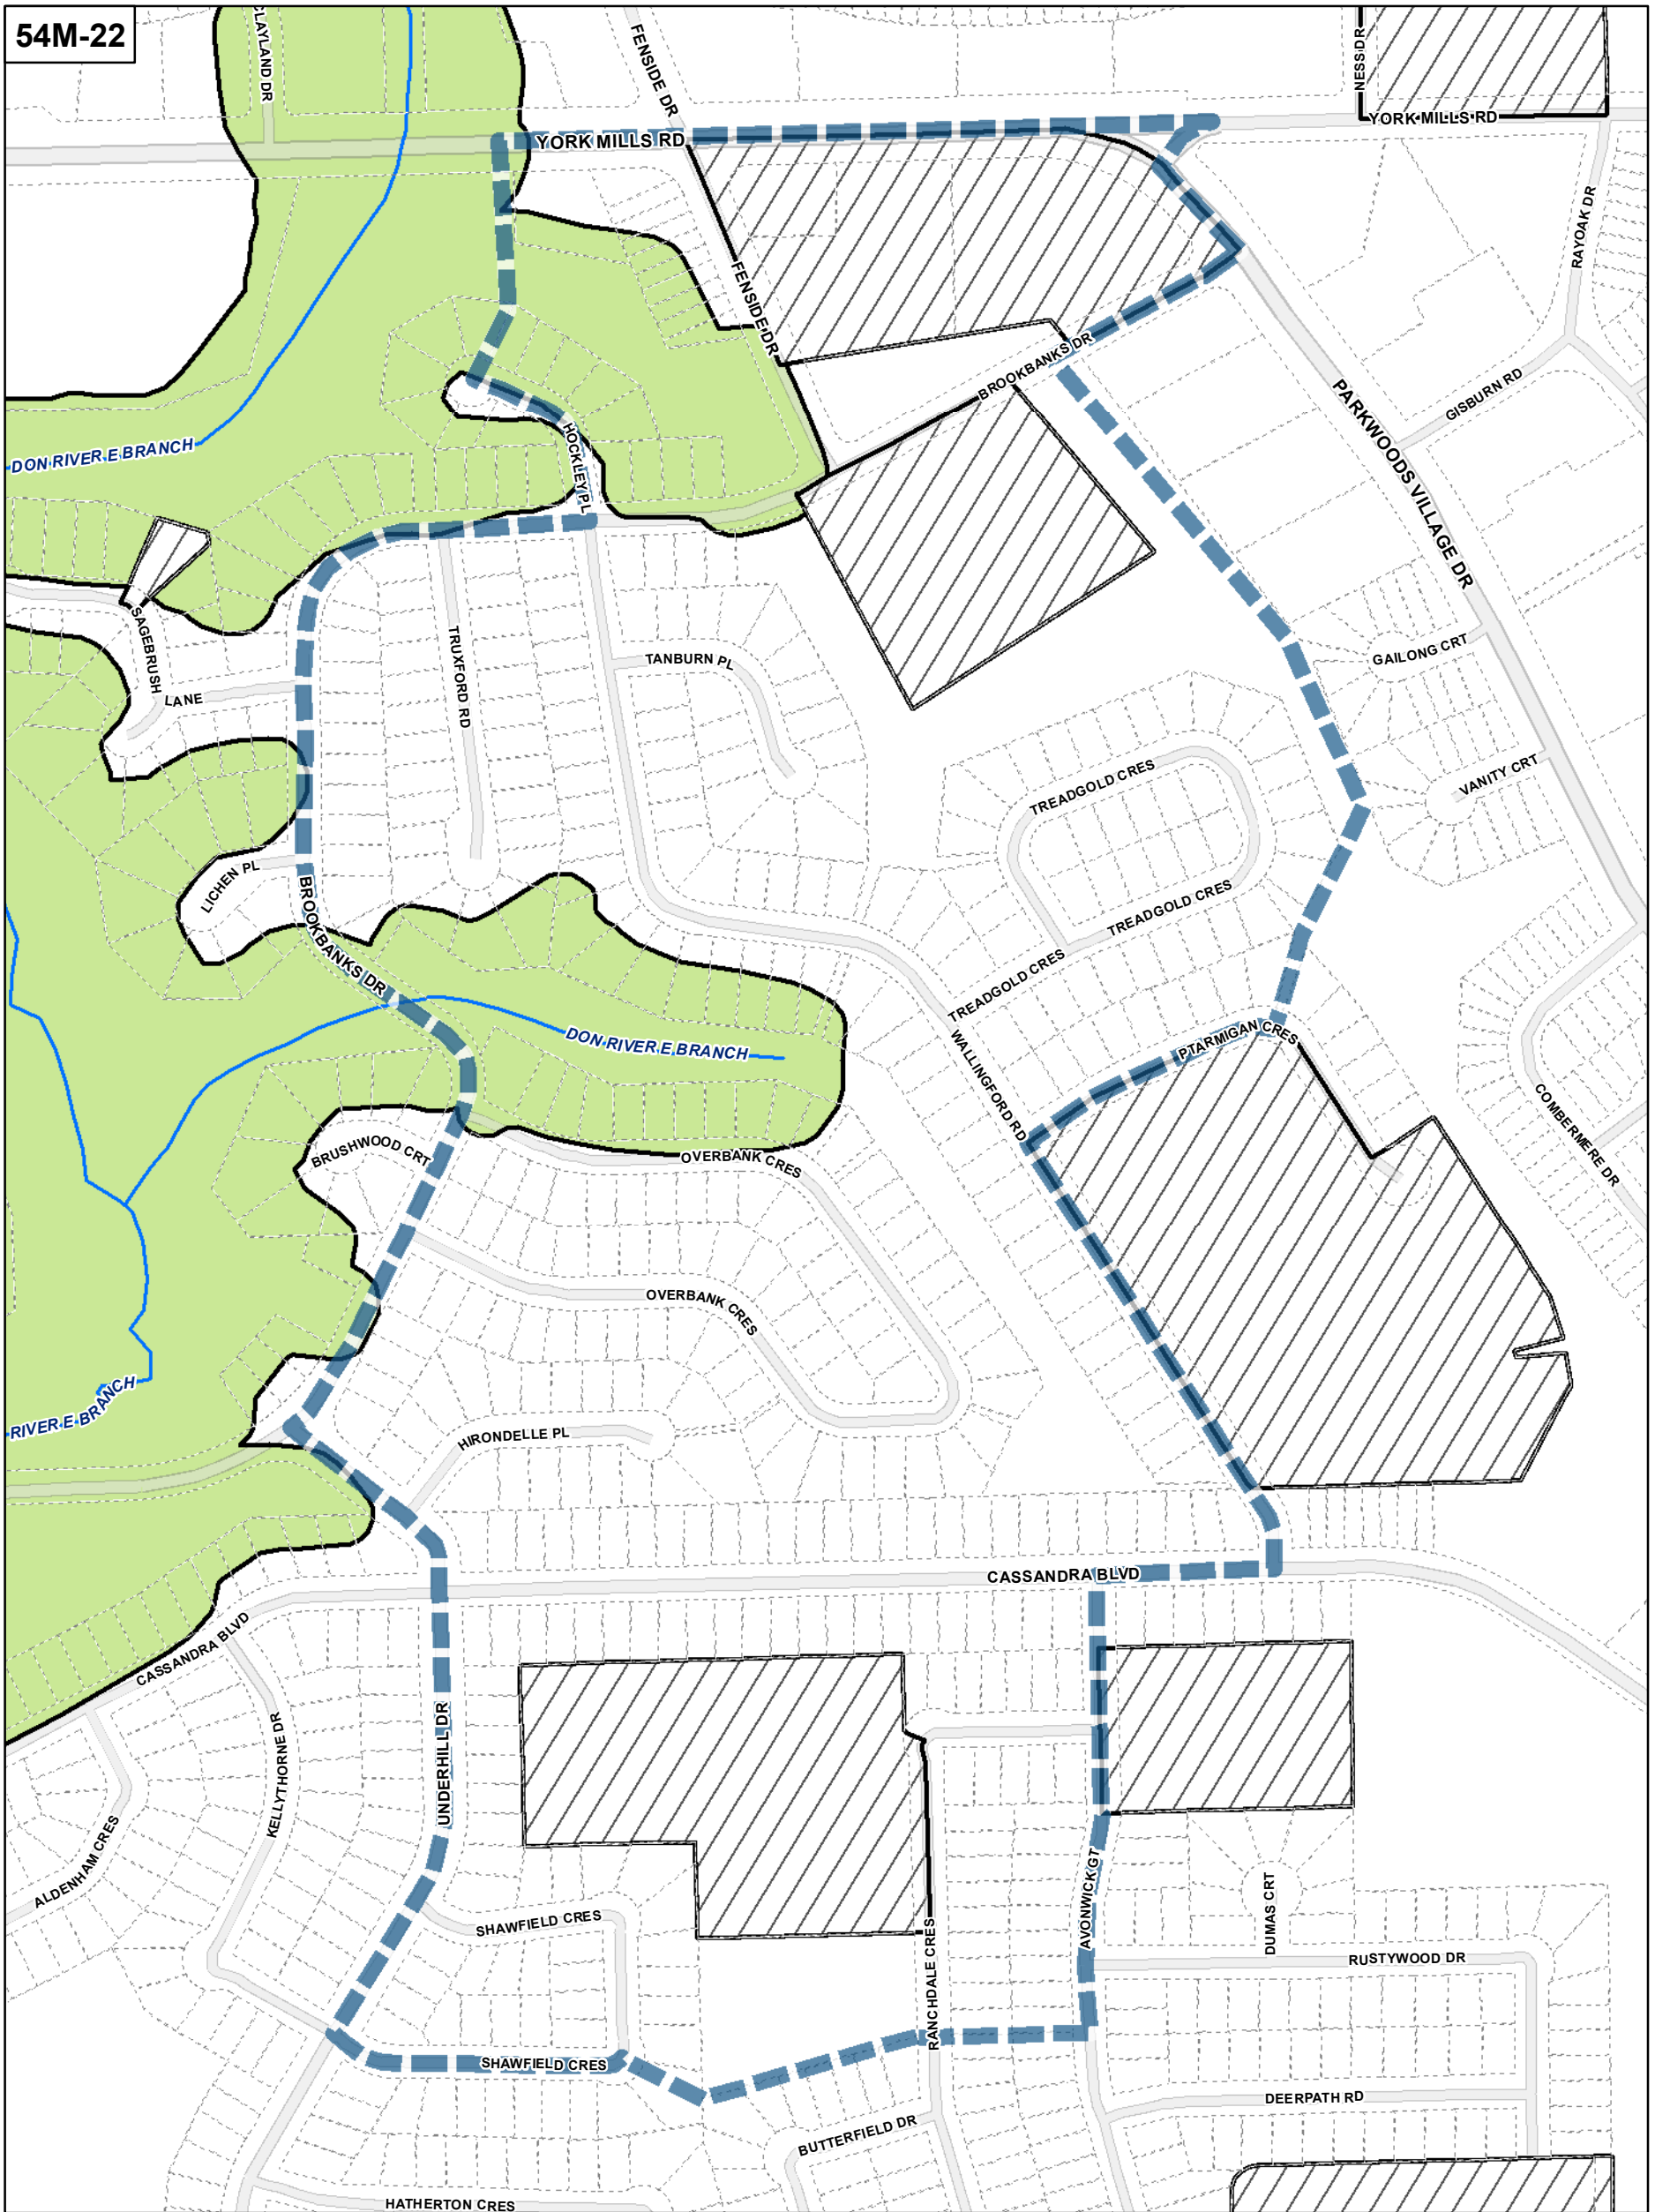 54M-22
CLAYLAND DR
FENSIDE DR
NESS DR
YORK MILLS RD
YORK MILLS RD
RAYOAK DR
FENSIDE DR
BROOKBANKS DR
GISBURN RD
PARKWOODS VILLAGE DR
DON RIVER E BRANCH
HOCKLEY PL
SAGEBRUSH
LANE
TRUXFORD RD
TANBURN PL
GAILONG CRT
VANITY CRT
TREADGOLD CRES
LICHEN PL
BROOKBANKS DR
TREADGOLD CRES
TREADGOLD CRES
DON RIVER E BRANCH
WALLINGFORD RD
PTARMIGAN CRES
COMBERMERE DR
BRUSHWOOD CRT
OVERBANK CRES
OVERBANK CRES
RIVER E BRANCH
HIRONDELLE PL
CASSANDRA BLVD
CASSANDRA BLVD
UNDERHILL DR
KELLYTHORNE DR
ALDENHAM CRES
SHAWFIELD CRES
RANCHDALE CRES
AVONWICK GT
DUMAS CRT
RUSTYWOOD DR
SHAWFIELD CRES
DEERPATH RD
BUTTERFIELD DR
HATHERTON CRES